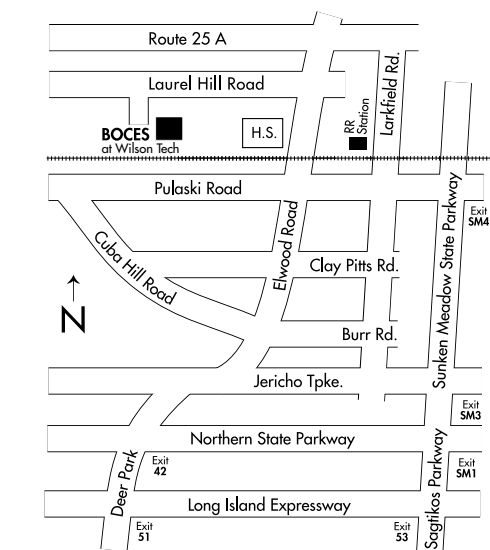 Route 25 A
Laurel Hill Road
Larkfield Rd.
BOCES
at Wilson Tech
H.S.
RR
Station
Pulaski Road
Exit
SM4
Cuba Hill Road
Elwood Road
Clay Pitts Rd.
Sunken Meadow State Parkway
N
Burr Rd.
Jericho Tpke.
Exit
SM3
Northern State Parkway
Deer Park
Exit
42
Sagtikos Parkway
Exit
SM1
Long Island Expressway
Exit
51
Exit
53